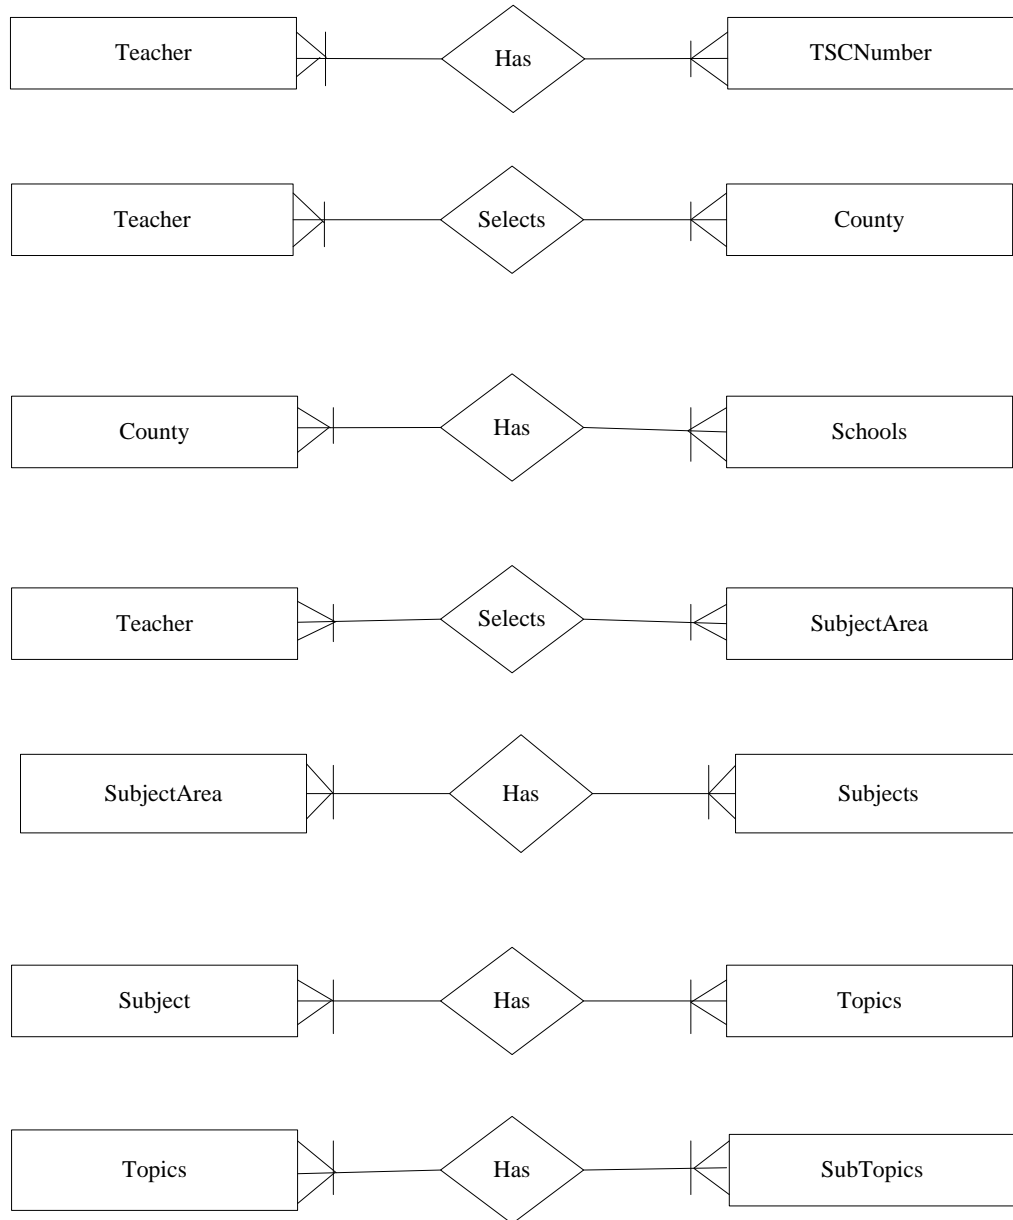 Teacher Has TSCNumber
Teacher Selects County
County Has Schools
Teacher Selects SubjectArea
SubjectArea Has Subjects
Subject Has Topics
Topics Has SubTopics